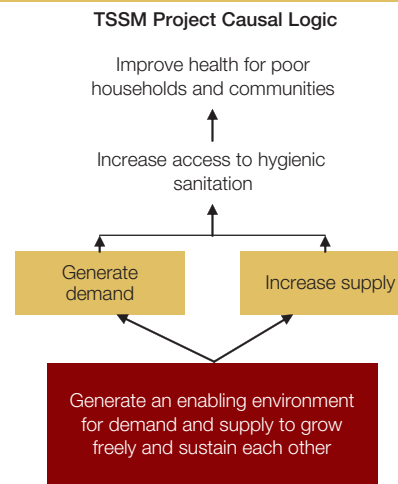 TSSM Project Causal Logic
Improve health for poor
households and communities
Increase access to hygienic
sanitation
Generate
demand
Increase supply
Generate an enabling environment
for demand and supply to grow
freely and sustain each other